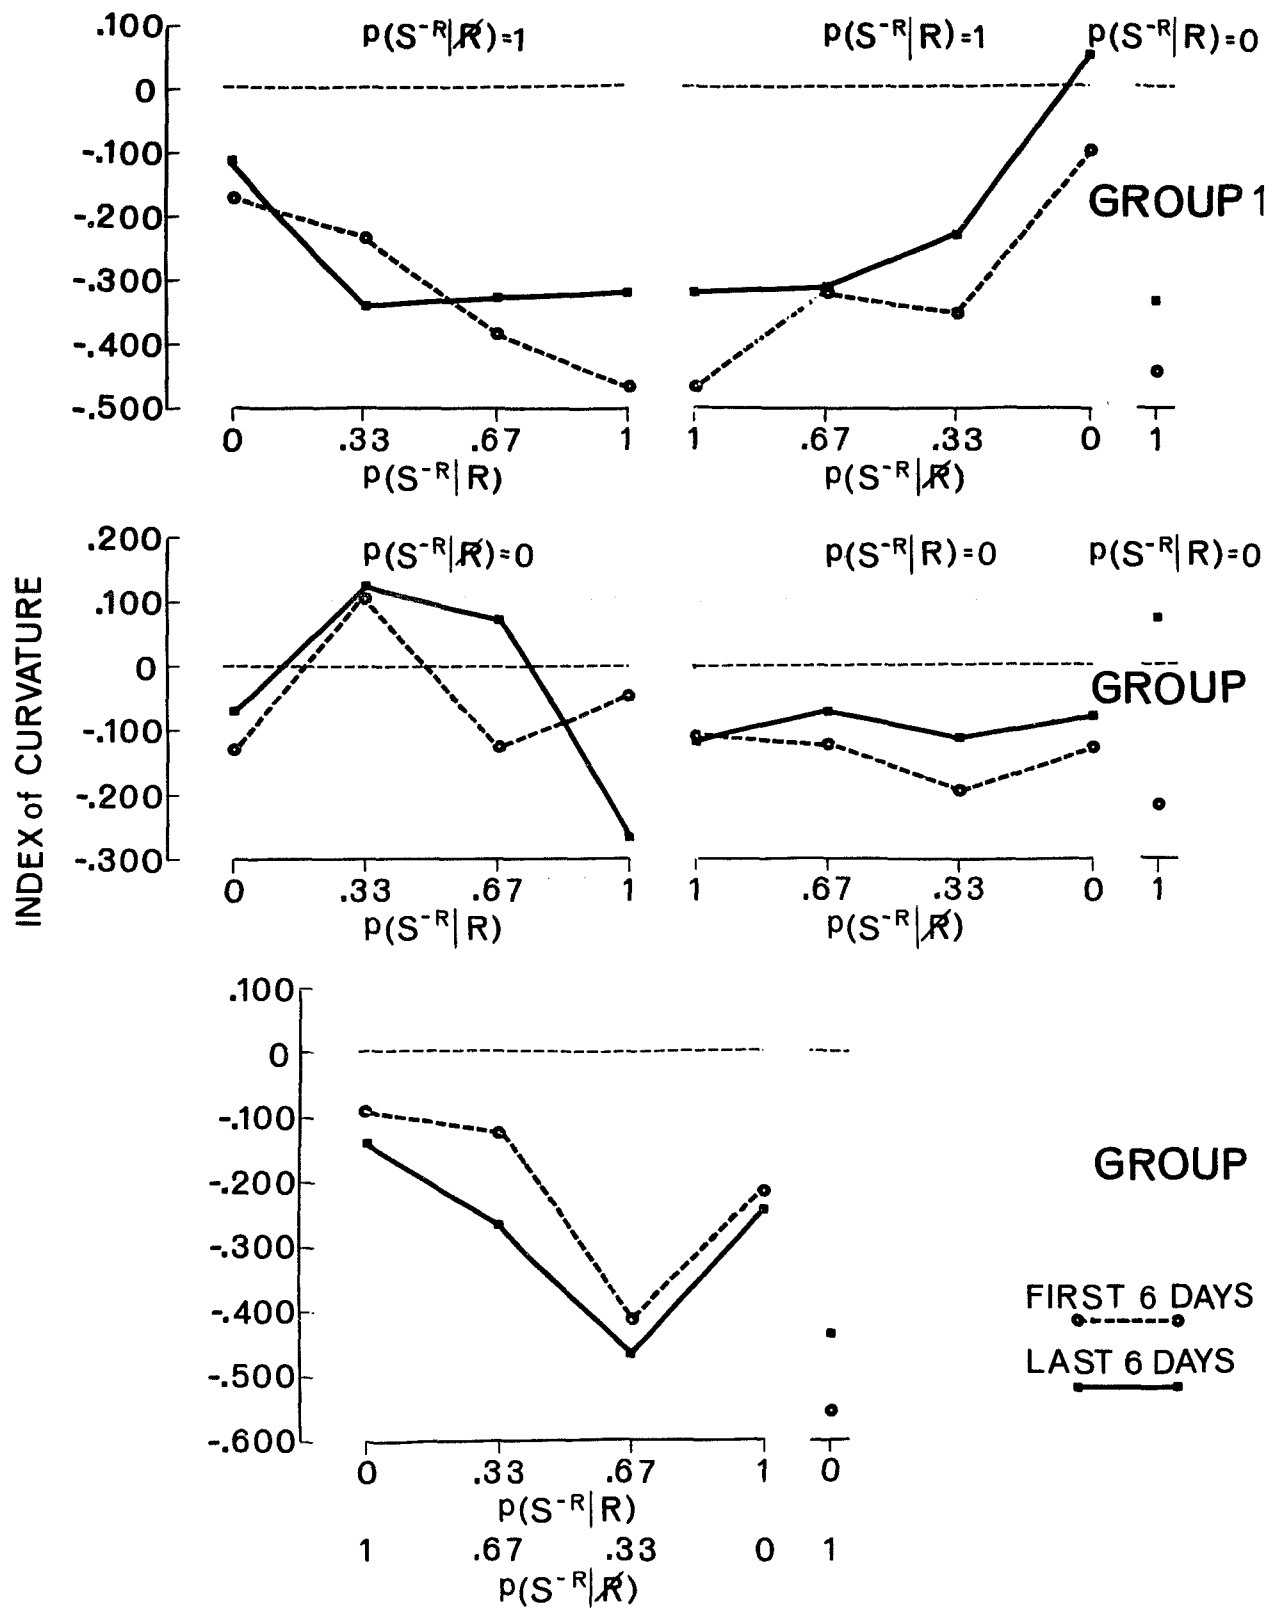 p(S⁻ᴿ|R̸)=1
p(S⁻ᴿ|R)=1
p(S⁻ᴿ|R)=0
.100
0
-.100
-.200
-.300
-.400
-.500
GROUP 1
0 .33 .67 1
p(S⁻ᴿ|R)
1 .67 .33 0 1
p(S⁻ᴿ|R̸)
INDEX of CURVATURE
p(S⁻ᴿ|R̸)=0
p(S⁻ᴿ|R)=0
p(S⁻ᴿ|R)=0
.200
.100
0
-.100
-.200
-.300
GROUP
0 .33 .67 1
p(S⁻ᴿ|R)
1 .67 .33 0 1
p(S⁻ᴿ|R̸)
.100
0
-.100
-.200
-.300
-.400
-.500
-.600
GROUP
FIRST 6 DAYS
LAST 6 DAYS
0 .33 .67 1 0
p(S⁻ᴿ|R)
1 .67 .33 0 1
p(S⁻ᴿ|R̸)